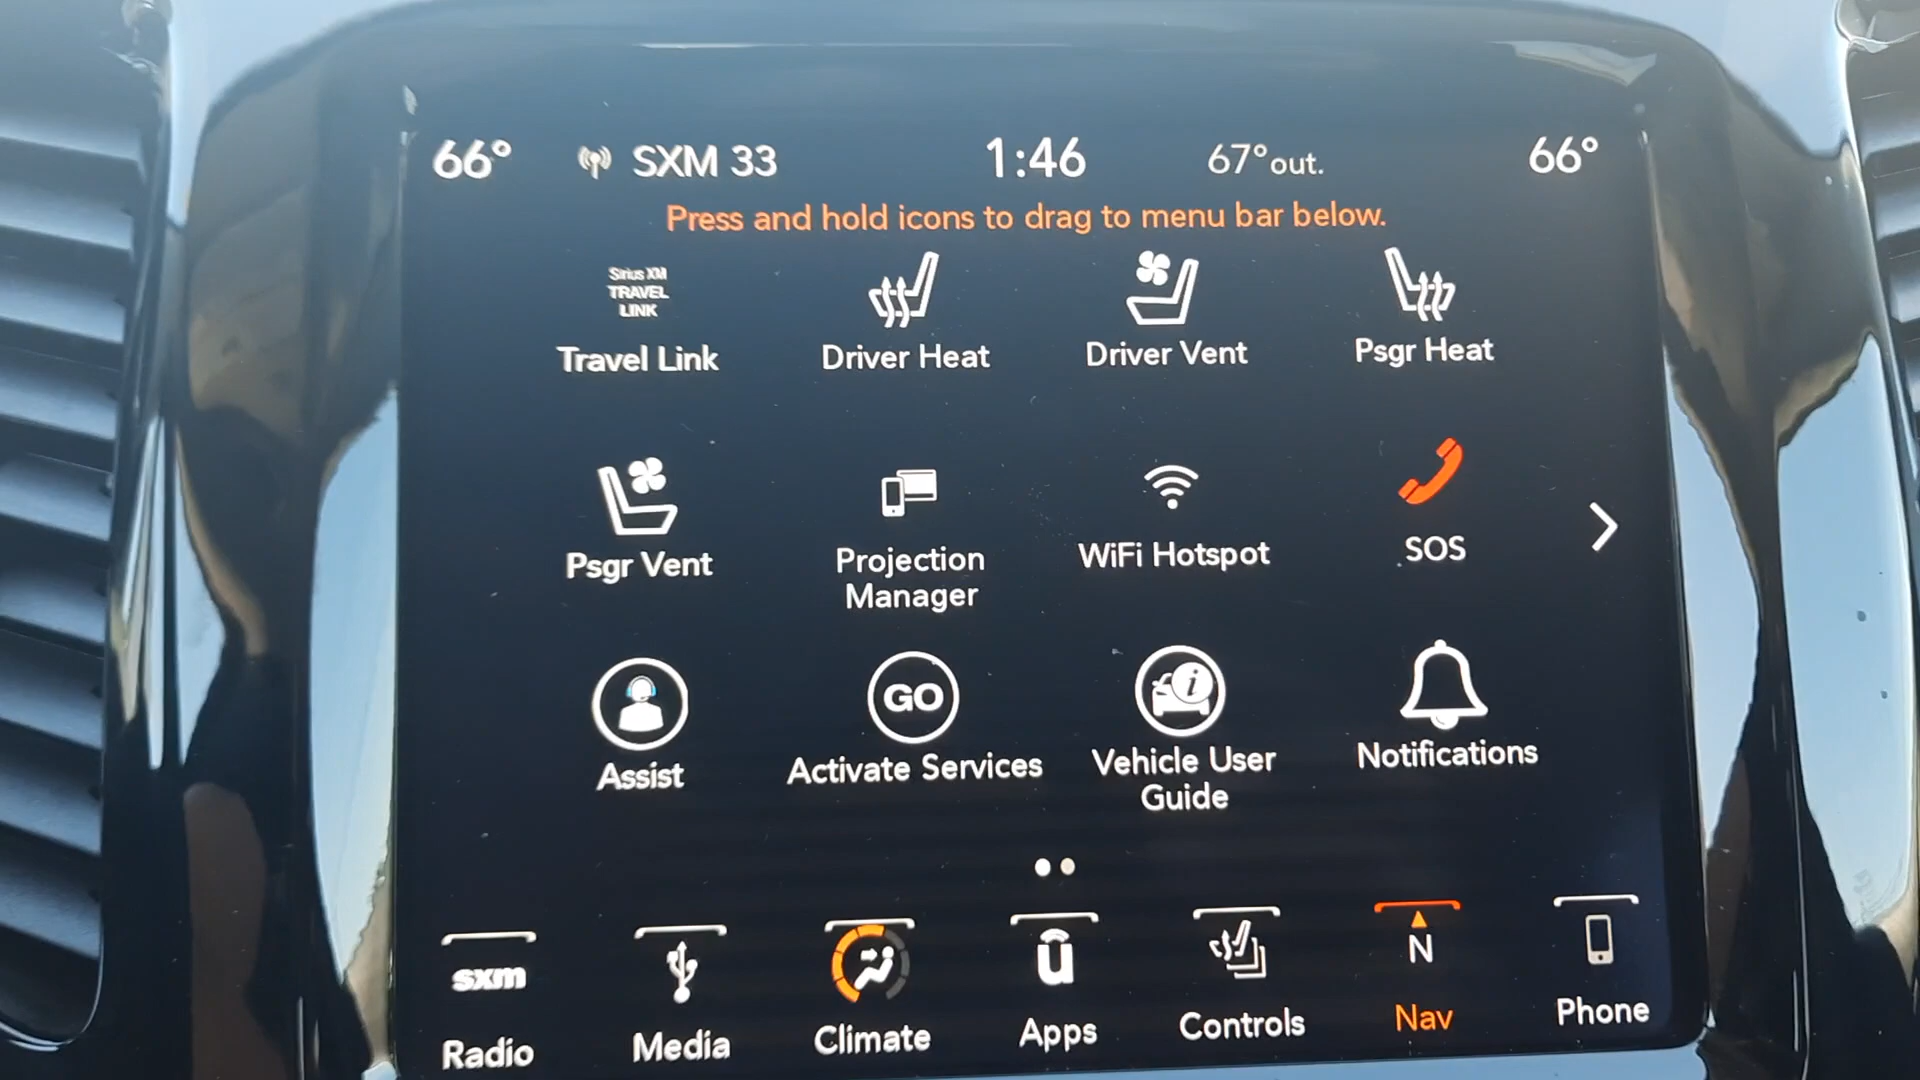 66° SXM 33 1:46 67°out. 66°
Press and hold icons to drag to menu bar below.
Sirius XM
TRAVEL
LINK
Travel Link Driver Heat Driver Vent Psgr Heat
Psgr Vent Projection Manager WiFi Hotspot SOS
GO
i
Assist Activate Services Vehicle User Guide Notifications
sxm u N
Radio Media Climate Apps Controls Nav Phone